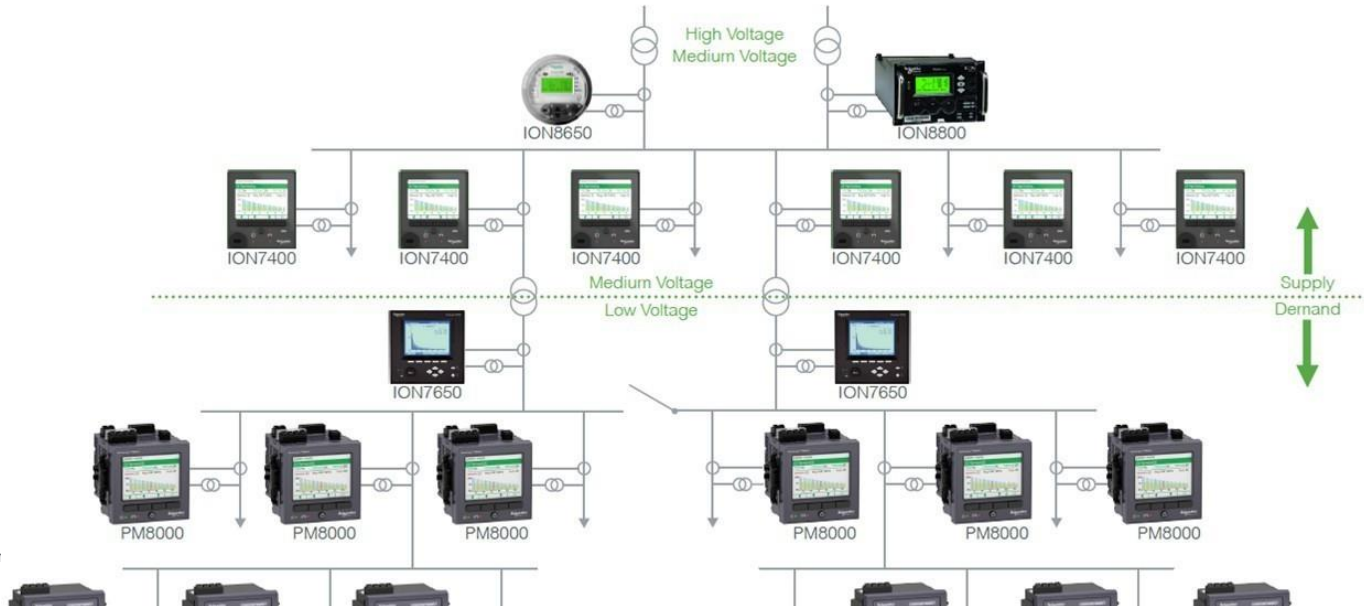 High Voltage
Medium Voltage
ION8650
ION8800
ION7400
ION7400
ION7400
ION7400
ION7400
ION7400
Medium Voltage
Low Voltage
Supply
Demand
ION7650
ION7650
PM8000
PM8000
PM8000
PM8000
PM8000
PM8000